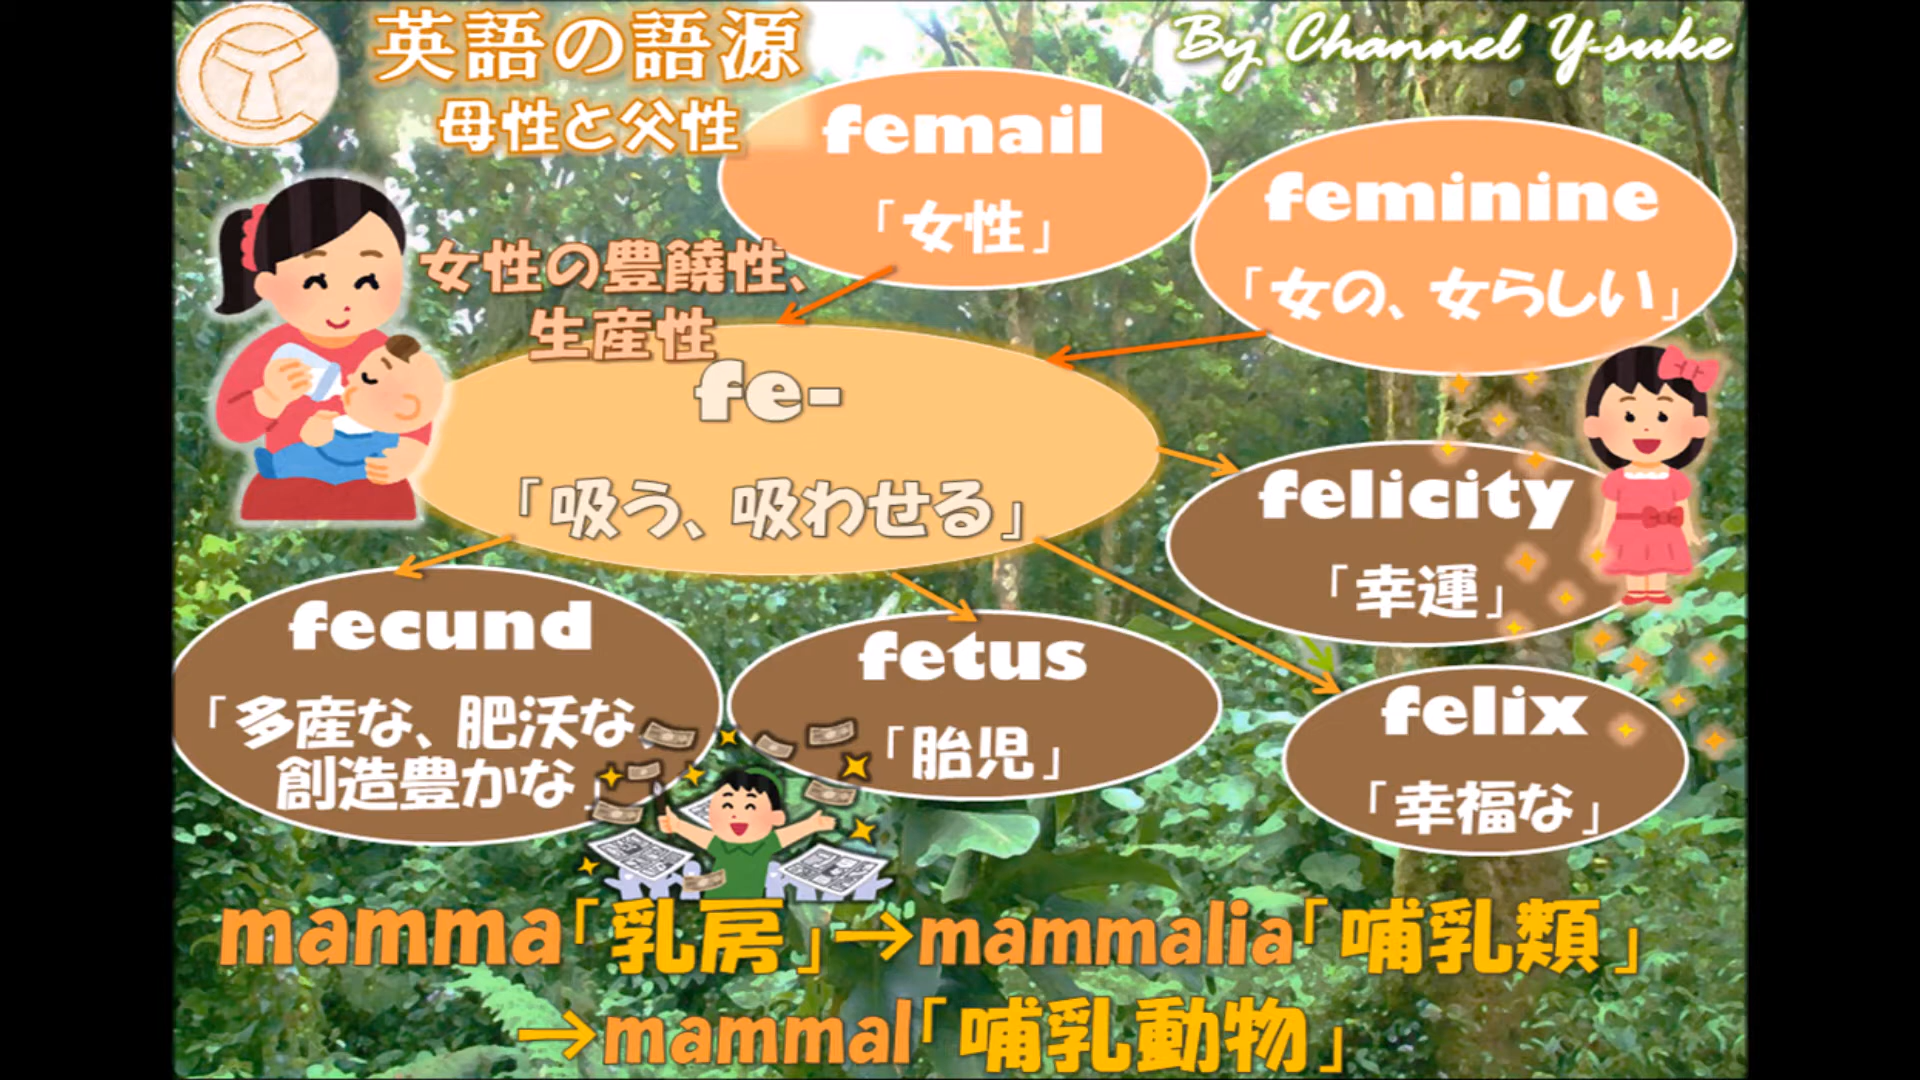 英語の語源
By Channel Y-suke
母性と父性
femail
「女性」
feminine
「女の、女らしい」
女性の豊饒性、
生産性
fe-
「吸う、吸わせる」
felicity
「幸運」
fecund
「多産な、肥沃な、
創造豊かな」
fetus
「胎児」
felix
「幸福な」
mamma「乳房」→mammalia「哺乳類」
→mammal「哺乳動物」